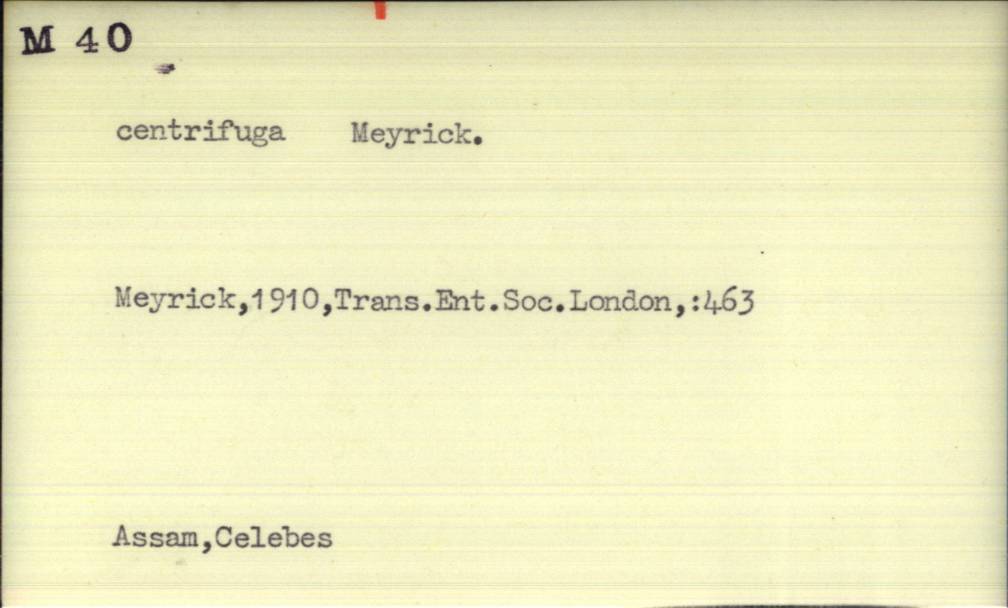 M 40
centrifuga Meyrick.
Meyrick,1910,Trans.Ent.Soc.London,:463
Assam,Celebes